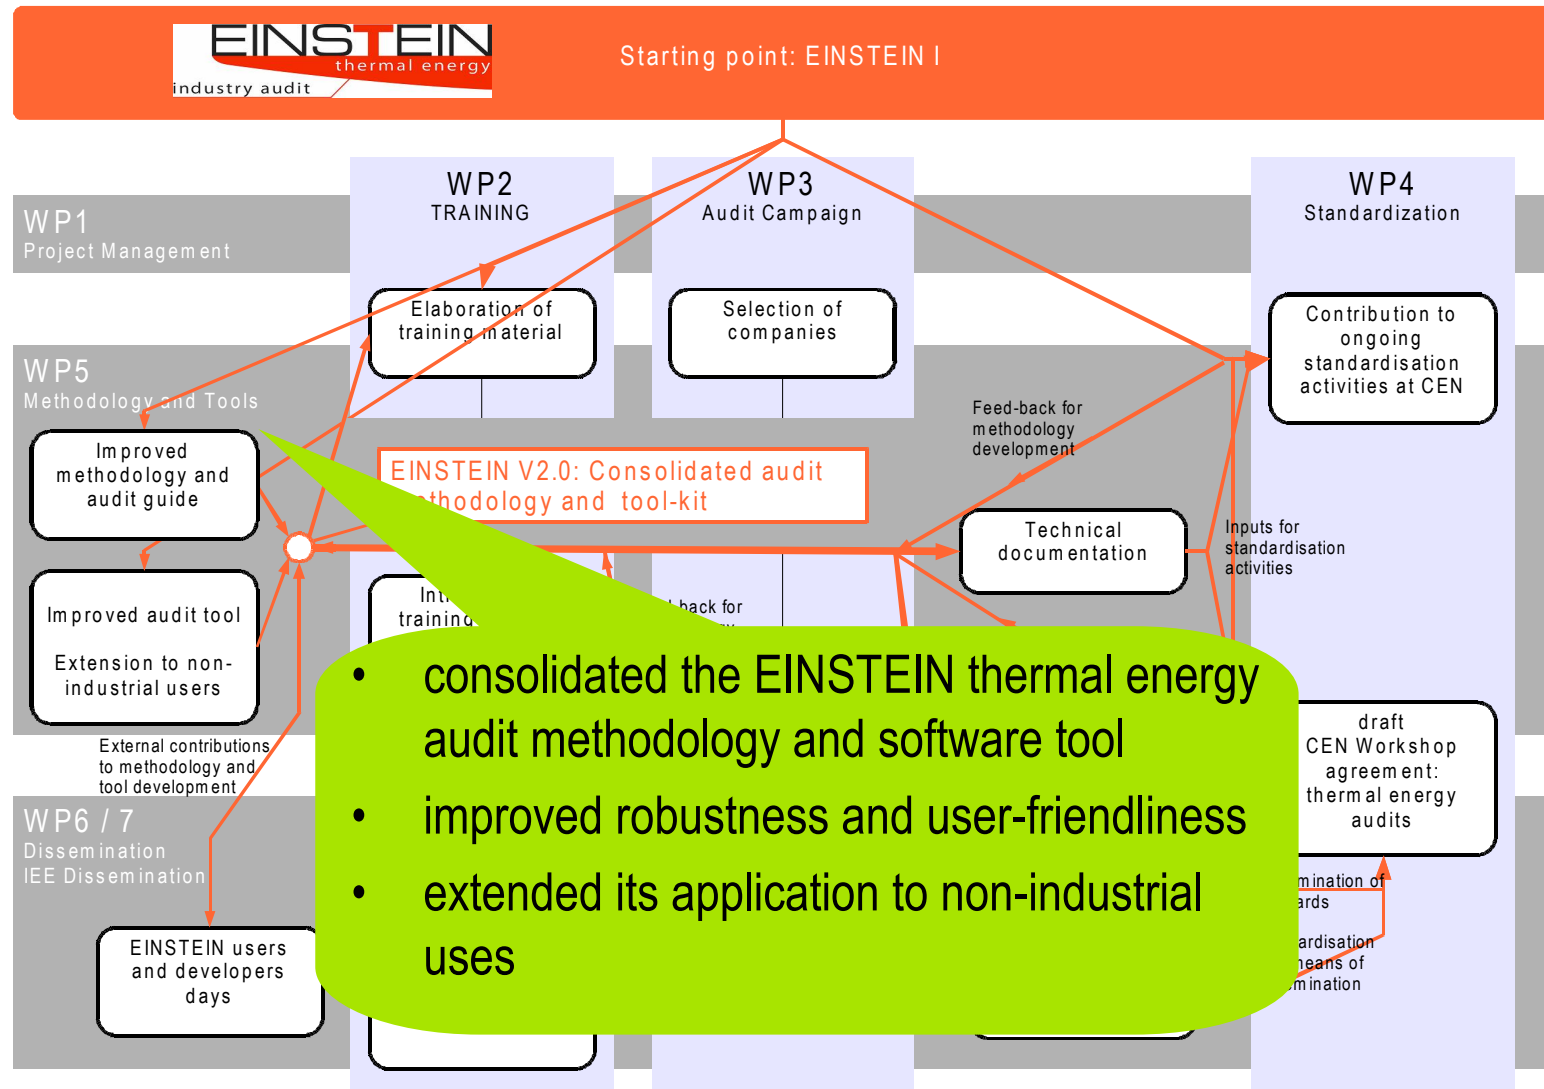 EINSTEIN
thermal energy
industry audit
Starting point: EINSTEIN I
WP2
TRAINING
WP3
Audit Campaign
WP4
Standardization
WP1
Project Management
Elaboration of
training material
Selection of
companies
Contribution to
ongoing
standardisation
activities at CEN
WP5
Methodology and Tools
Feed-back for
methodology
development
Improved
methodology and
audit guide
EINSTEIN V2.0: Consolidated audit
and tool-kit
Technical
documentation
Inputs for
standardisation
activities
Improved audit tool
Extension to non-
industrial users
training
back for
• consolidated the EINSTEIN thermal energy
audit methodology and software tool
• improved robustness and user-friendliness
• extended its application to non-industrial
uses
draft
CEN Workshop
agreement:
thermal energy
audits
External contributions
to methodology and
tool development
WP6 / 7
Dissemination
IEE Dissemination
of
means of
EINSTEIN users
and developers
days